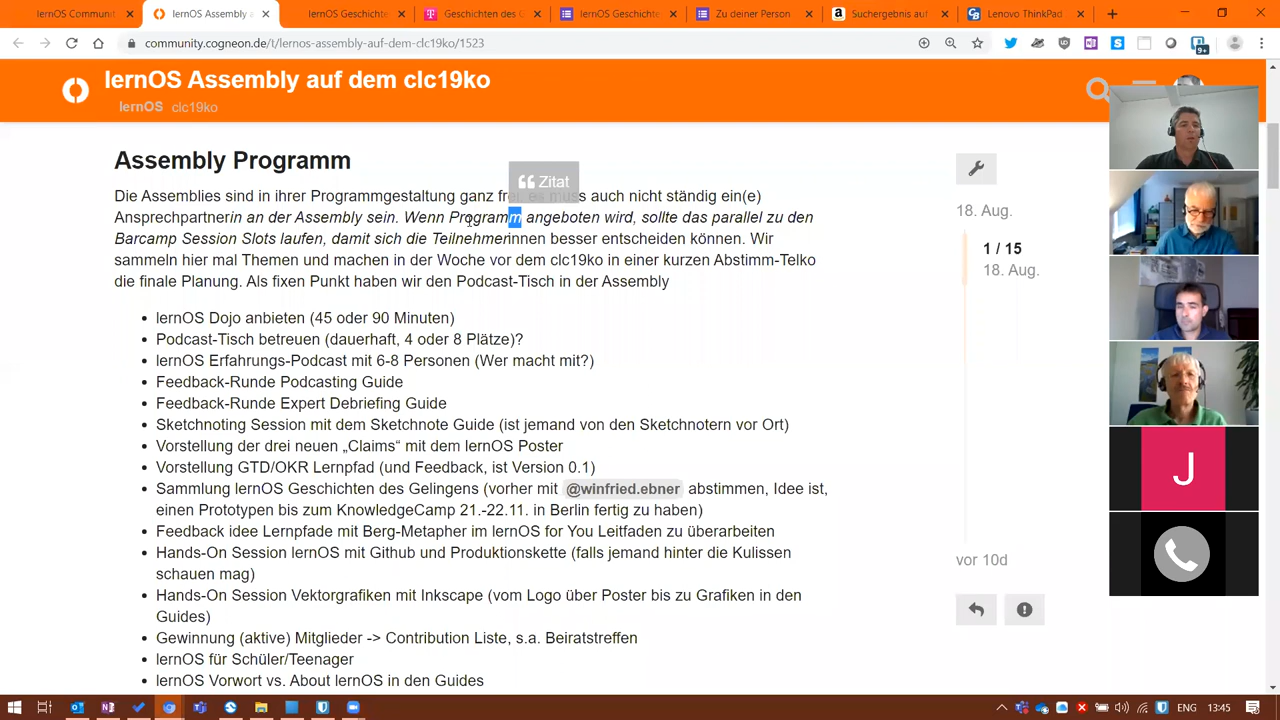 lernOS Communit
lernOS Assembly a
lernOS Geschichte
Geschichten des G
lernOS Geschichte
Zu deiner Person
Suchergebnis auf
Lenovo ThinkPad
community.cogneon.de/t/lernos-assembly-auf-dem-clc19ko/1523
lernOS Assembly auf dem clc19ko
lernOS clc19ko
Assembly Programm
Zitat
Die Assemblies sind in ihrer Programmgestaltung ganz frei, es muss auch nicht ständig ein(e)
Ansprechpartnerin an der Assembly sein. Wenn Programm angeboten wird, sollte das parallel zu den
Barcamp Session Slots laufen, damit sich die Teilnehmerinnen besser entscheiden können. Wir
sammeln hier mal Themen und machen in der Woche vor dem clc19ko in einer kurzen Abstimm-Telko
die finale Planung. Als fixen Punkt haben wir den Podcast-Tisch in der Assembly
• lernOS Dojo anbieten (45 oder 90 Minuten)
• Podcast-Tisch betreuen (dauerhaft, 4 oder 8 Plätze)?
• lernOS Erfahrungs-Podcast mit 6-8 Personen (Wer macht mit?)
• Feedback-Runde Podcasting Guide
• Feedback-Runde Expert Debriefing Guide
• Sketchnoting Session mit dem Sketchnote Guide (ist jemand von den Sketchnotern vor Ort)
• Vorstellung der drei neuen „Claims“ mit dem lernOS Poster
• Vorstellung GTD/OKR Lernpfad (und Feedback, ist Version 0.1)
• Sammlung lernOS Geschichten des Gelingens (vorher mit @winfried.ebner abstimmen, Idee ist,
einen Prototypen bis zum KnowledgeCamp 21.-22.11. in Berlin fertig zu haben)
• Feedback idee Lernpfade mit Berg-Metapher im lernOS for You Leitfaden zu überarbeiten
• Hands-On Session lernOS mit Github und Produktionskette (falls jemand hinter die Kulissen
schauen mag)
• Hands-On Session Vektorgrafiken mit Inkscape (vom Logo über Poster bis zu Grafiken in den
Guides)
• Gewinnung (aktive) Mitglieder -> Contribution Liste, s.a. Beiratstreffen
• lernOS für Schüler/Teenager
• lernOS Vorwort vs. About lernOS in den Guides
18. Aug.
1 / 15
18. Aug.
vor 10d
J
9+
ENG 13:45